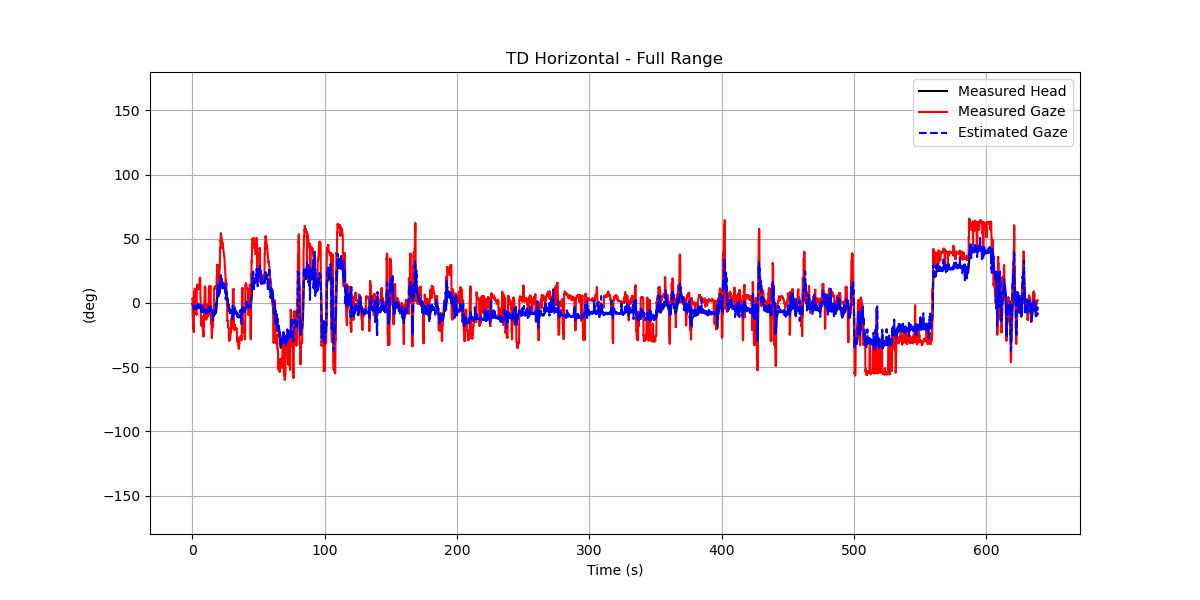 TD Horizontal - Full Range
Measured Head
Measured Gaze
Estimated Gaze
150
100
50
0
−50
−100
−150
(deg)
0 100 200 300 400 500 600
Time (s)